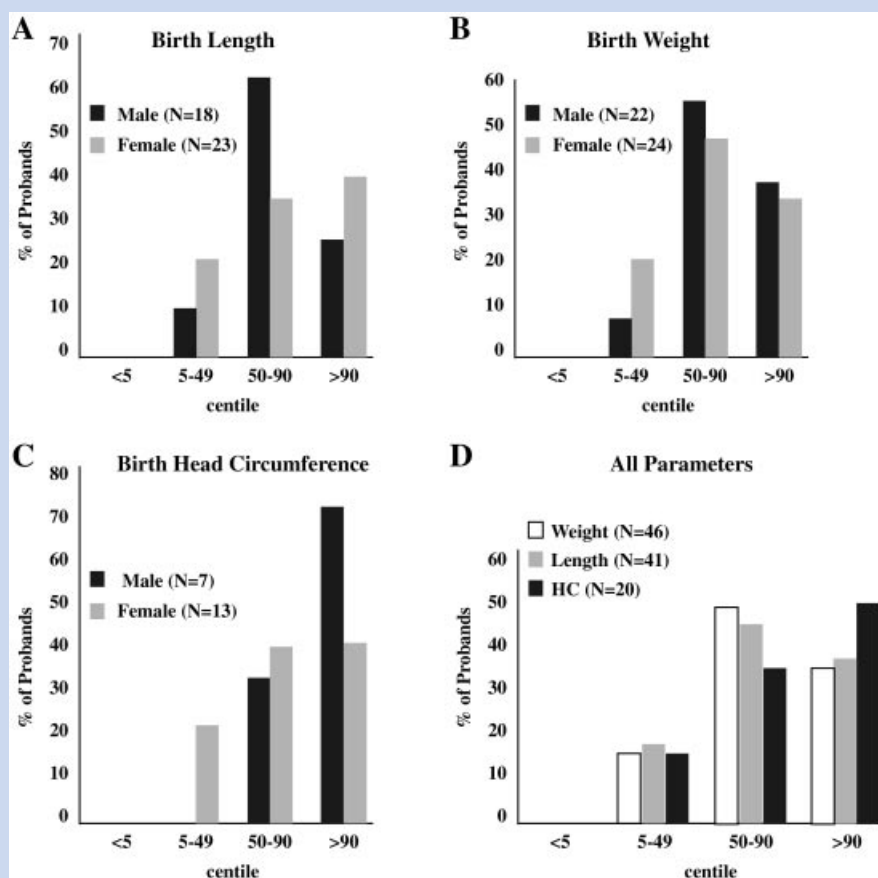 A
Birth Length
70
60
50
40
30
20
10
0
% of Probands
Male (N=18)
Female (N=23)
<5 5-49 50-90 >90
centile
B
Birth Weight
60
50
40
30
20
10
0
% of Probands
Male (N=22)
Female (N=24)
<5 5-49 50-90 >90
centile
C
Birth Head Circumference
80
70
60
50
40
30
20
10
0
% of Probands
Male (N=7)
Female (N=13)
<5 5-49 50-90 >90
centile
D
All Parameters
Weight (N=46)
Length (N=41)
HC (N=20)
60
50
40
30
20
10
0
% of Probands
<5 5-49 50-90 >90
centile